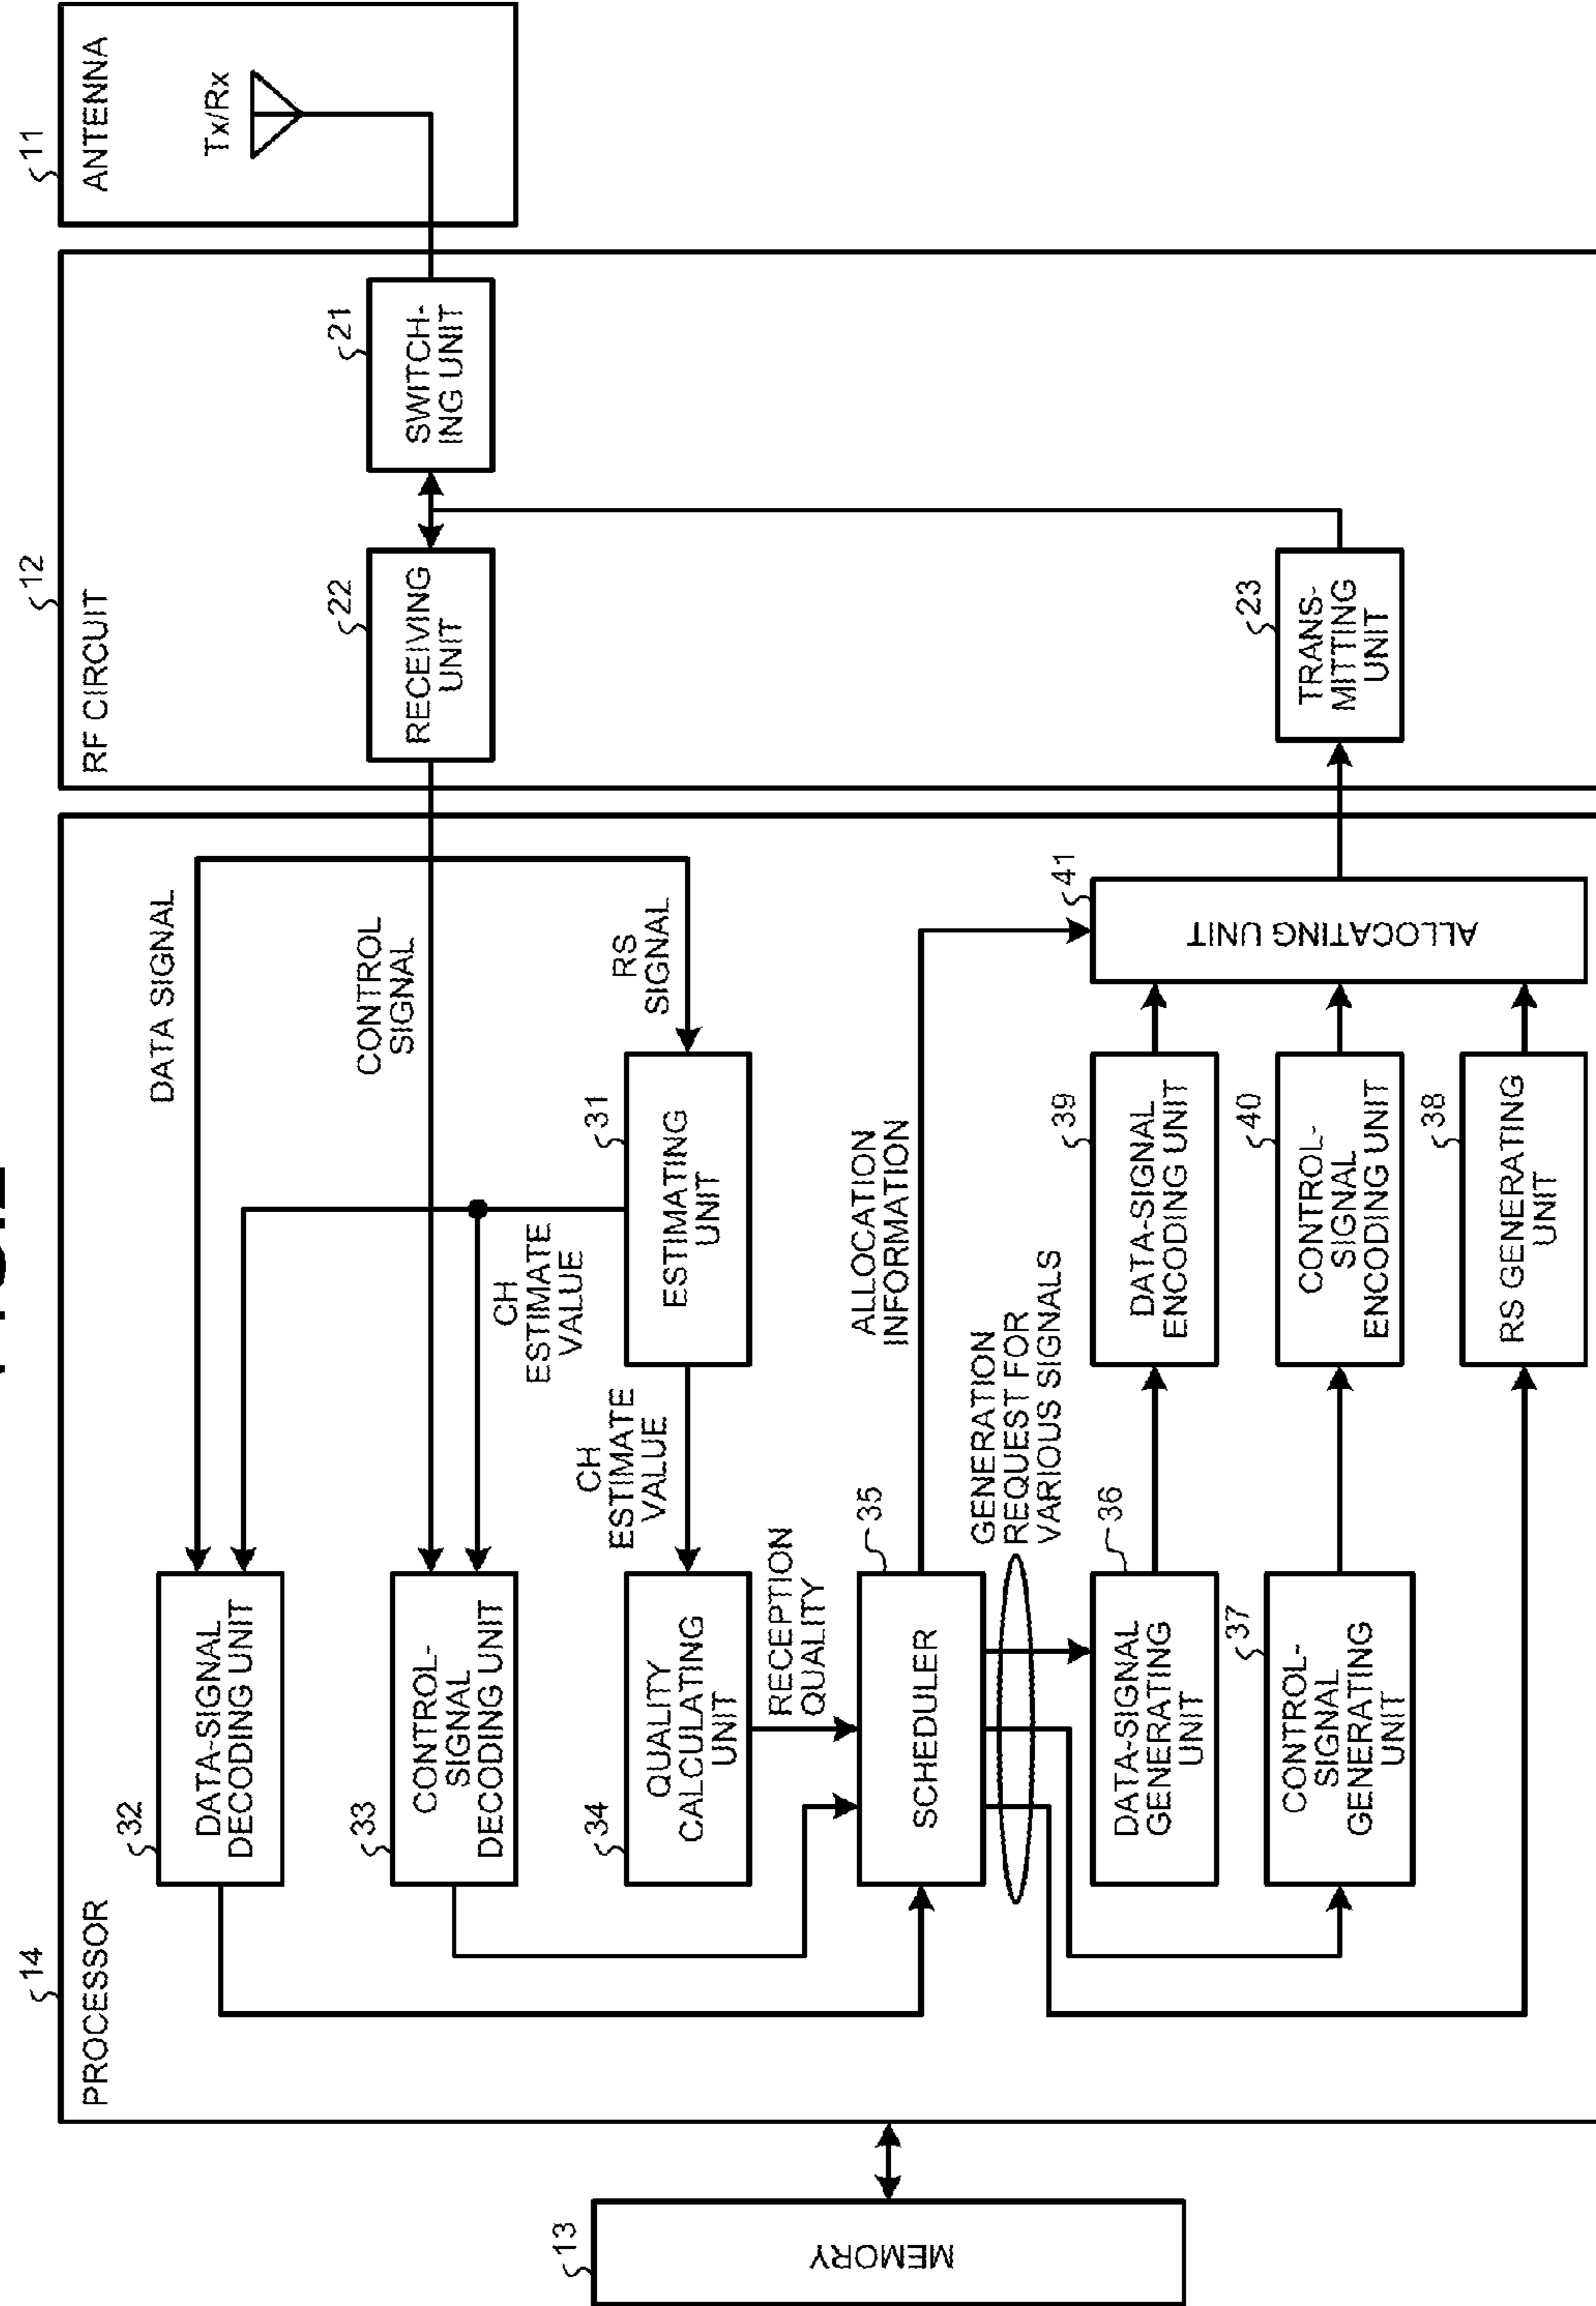 14
PROCESSOR
12
RF CIRCUIT
11
ANTENNA
Tx/Rx
13
MEMORY
32
DATA-SIGNAL
DECODING UNIT
DATA SIGNAL
33
CONTROL-
SIGNAL
DECODING UNIT
CONTROL
SIGNAL
22
RECEIVING
UNIT
21
SWITCH-
ING UNIT
CH
ESTIMATE
VALUE
34
QUALITY
CALCULATING
UNIT
CH
ESTIMATE
VALUE
31
ESTIMATING
UNIT
RS
SIGNAL
RECEPTION
QUALITY
35
SCHEDULER
ALLOCATION
INFORMATION
GENERATION
REQUEST FOR
VARIOUS SIGNALS
36
DATA-SIGNAL
GENERATING
UNIT
39
DATA-SIGNAL
ENCODING UNIT
41
ALLOCATING UNIT
37
CONTROL-
SIGNAL
GENERATING
UNIT
40
CONTROL-
SIGNAL
ENCODING UNIT
23
TRANS-
MITTING
UNIT
38
RS GENERATING
UNIT